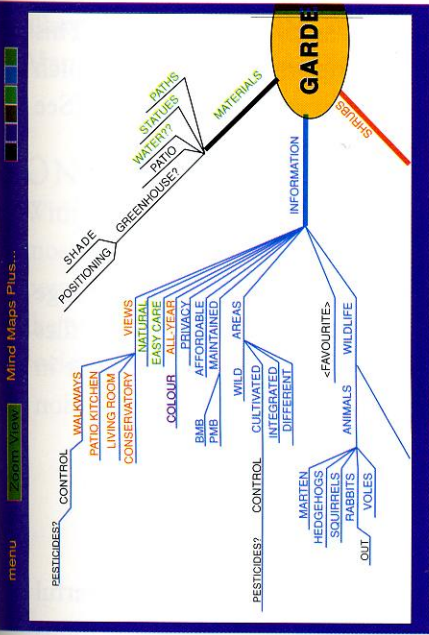 menu Zoom View Mind Maps Plus...
GARDE
SHRUBS
MATERIALS
PATHS
STATUES
WATER??
PATIO
GREENHOUSE?
SHADE
POSITIONING
INFORMATION
VIEWS
WALKWAYS
CONTROL
PESTICIDES?
PATIO KITCHEN
LIVING ROOM
CONSERVATORY
NATURAL
EASY CARE
ALL-YEAR
COLOUR
PRIVACY
AFFORDABLE
MAINTAINED
BMB
PMB
AREAS
WILD
CULTIVATED
CONTROL
PESTICIDES?
INTEGRATED
DIFFERENT
<FAVOURITE>
WILDLIFE
ANIMALS
MARTEN
HEDGEHOGS
SQUIRRELS
RABBITS
OUT
VOLES